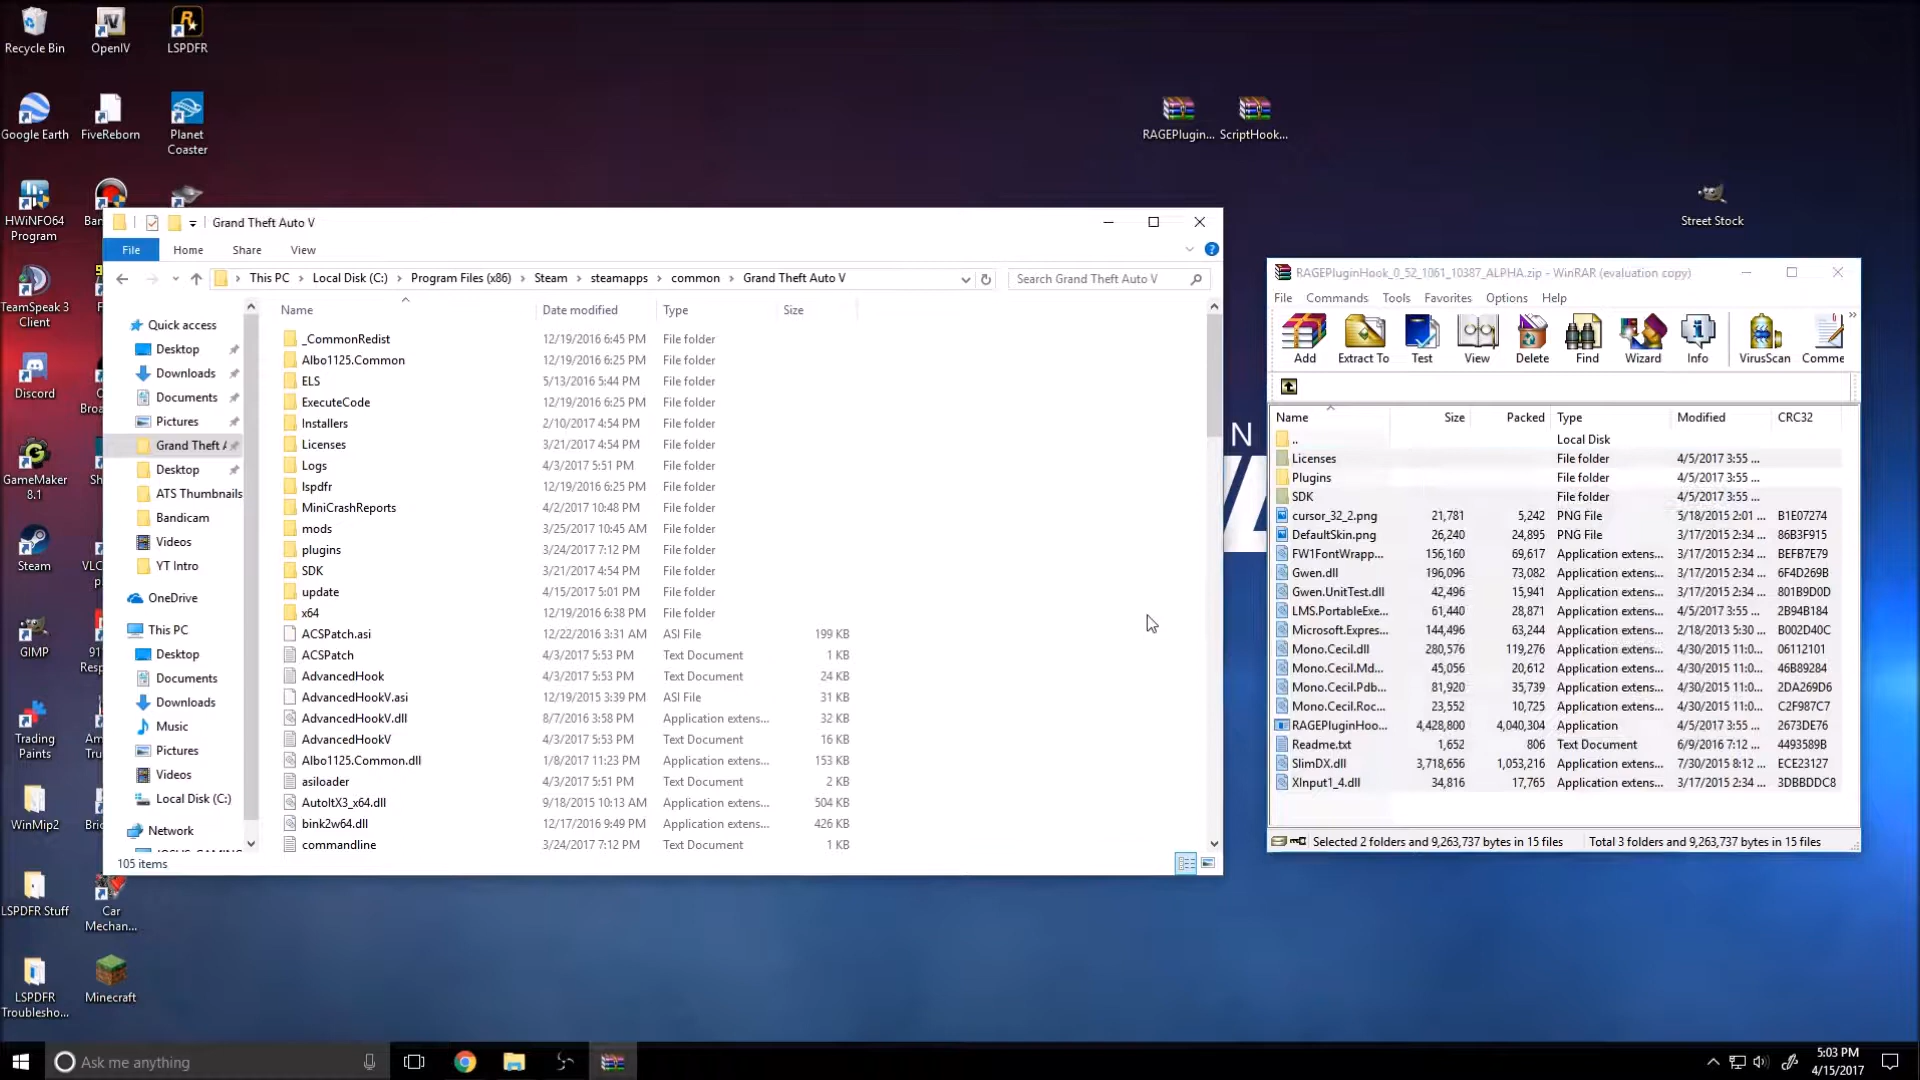 Recycle Bin
OpenIV
LSPDFR
Google Earth
FiveReborn
Planet
Coaster
RAGEPlugin...
ScriptHook...
HWiNFO64
Program
Street Stock
TeamSpeak 3
Client
Discord
GameMaker
8.1
Steam
GIMP
Trading
Paints
WinMip2
LSPDFR Stuff
Car
Mechan...
LSPDFR
Troublesho...
Minecraft
Grand Theft Auto V
File
Home
Share
View
This PC > Local Disk (C:) > Program Files (x86) > Steam > steamapps > common > Grand Theft Auto V
Search Grand Theft Auto V
Quick access
Desktop
Downloads
Documents
Pictures
Grand Theft
Desktop
ATS Thumbnails
Bandicam
Videos
YT Intro
OneDrive
This PC
Desktop
Documents
Downloads
Music
Pictures
Videos
Local Disk (C:)
Network
Name Date modified Type Size
_CommonRedist 12/19/2016 6:45 PM File folder
Albo1125.Common 12/19/2016 6:25 PM File folder
ELS 5/13/2016 5:44 PM File folder
ExecuteCode 12/19/2016 6:25 PM File folder
Installers 2/10/2017 4:54 PM File folder
Licenses 3/21/2017 4:54 PM File folder
Logs 4/3/2017 5:51 PM File folder
lspdfr 12/19/2016 6:25 PM File folder
MiniCrashReports 4/2/2017 10:48 PM File folder
mods 3/25/2017 10:45 AM File folder
plugins 3/24/2017 7:12 PM File folder
SDK 3/21/2017 4:54 PM File folder
update 4/15/2017 5:01 PM File folder
x64 12/19/2016 6:38 PM File folder
ACSPatch.asi 12/22/2016 3:31 AM ASI File 199 KB
ACSPatch 4/3/2017 5:53 PM Text Document 1 KB
AdvancedHook 4/3/2017 5:53 PM Text Document 24 KB
AdvancedHookV.asi 12/19/2015 3:39 PM ASI File 31 KB
AdvancedHookV.dll 8/7/2016 3:58 PM Application extens... 32 KB
AdvancedHookV 4/3/2017 5:53 PM Text Document 16 KB
Albo1125.Common.dll 1/8/2017 11:23 PM Application extens... 153 KB
asiloader 4/3/2017 5:51 PM Text Document 2 KB
AutoItX3_x64.dll 9/18/2015 10:13 AM Application extens... 504 KB
bink2w64.dll 12/17/2016 9:49 PM Application extens... 426 KB
commandline 3/24/2017 7:12 PM Text Document 1 KB
105 items
RAGEPluginHook_0_52_1061_10387_ALPHA.zip - WinRAR (evaluation copy)
File Commands Tools Favorites Options Help
Add Extract To Test View Delete Find Wizard Info VirusScan Comme
Name Size Packed Type Modified CRC32
.. Local Disk
Licenses File folder 4/5/2017 3:55 ...
Plugins File folder 4/5/2017 3:55 ...
SDK File folder 4/5/2017 3:55 ...
cursor_32_2.png 21,781 5,242 PNG File 5/18/2015 2:01 ... B1E07274
DefaultSkin.png 26,240 24,895 PNG File 3/17/2015 2:34 ... 86B3F915
FW1FontWrapp... 156,160 69,617 Application extens... 3/17/2015 2:34 ... BEFB7E79
Gwen.dll 196,096 73,082 Application extens... 3/17/2015 2:34 ... 6F4D269B
Gwen.UnitTest.dll 42,496 15,941 Application extens... 3/17/2015 2:34 ... 801B9D0D
LMS.PortableExe... 61,440 28,871 Application extens... 4/5/2017 3:55 ... 2B94B184
Microsoft.Expres... 144,496 63,244 Application extens... 2/18/2013 5:30 ... B002D40C
Mono.Cecil.dll 280,576 119,276 Application extens... 4/30/2015 11:0... 06112101
Mono.Cecil.Md... 45,056 20,612 Application extens... 4/30/2015 11:0... 46B89284
Mono.Cecil.Pdb... 81,920 35,739 Application extens... 4/30/2015 11:0... 2DA269D6
Mono.Cecil.Roc... 23,552 10,725 Application extens... 4/30/2015 11:0... C2F987C7
RAGEPluginHoo... 4,428,800 4,040,304 Application 4/5/2017 3:55 ... 2673DE76
Readme.txt 1,652 806 Text Document 6/9/2016 7:12 ... 4493589B
SlimDX.dll 3,718,656 1,053,216 Application extens... 7/30/2015 8:12 ... ECE23127
XInput1_4.dll 34,816 17,765 Application extens... 3/17/2015 2:34 ... 3DBBDDC8
Selected 2 folders and 9,263,737 bytes in 15 files
Total 3 folders and 9,263,737 bytes in 15 files
Ask me anything
5:03 PM
4/15/2017